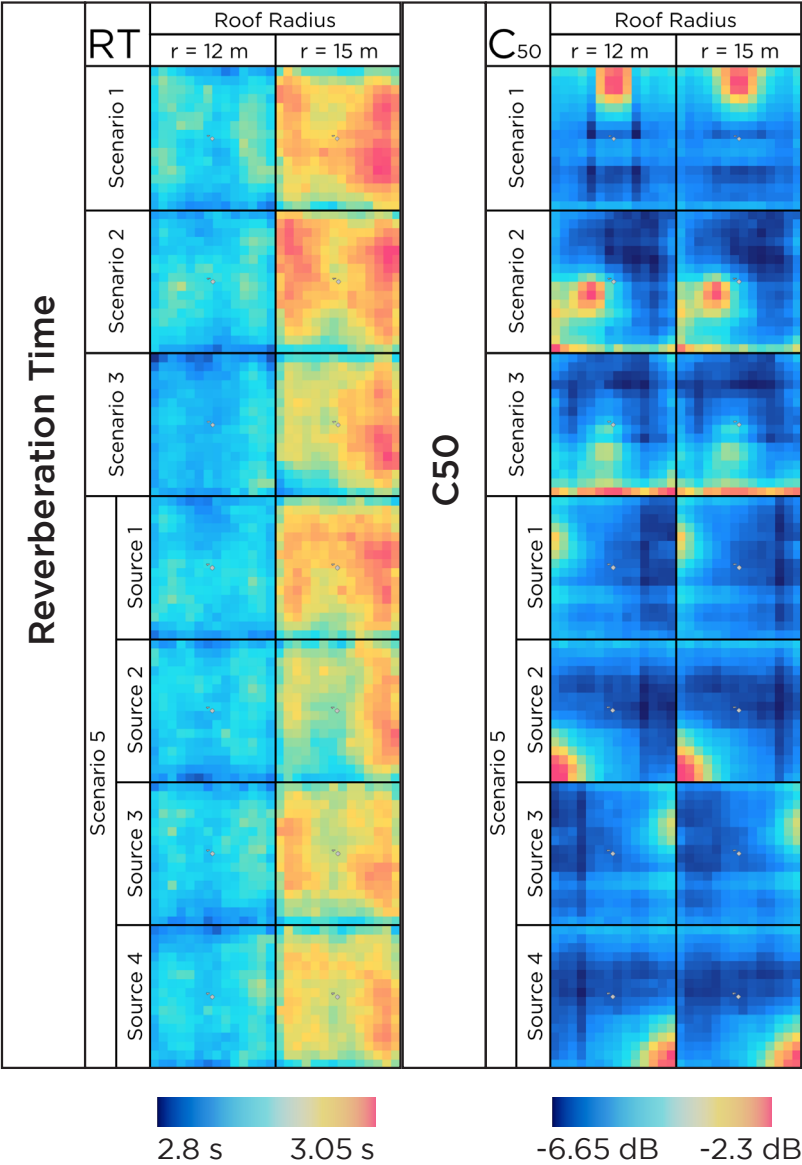 Reverberation Time
RT
Roof Radius
r = 12 m
r = 15 m
Scenario 1
Scenario 2
Scenario 3
Scenario 5
Source 1
Source 2
Source 3
Source 4
2.8 s
3.05 s
C50
C50
Roof Radius
r = 12 m
r = 15 m
Scenario 1
Scenario 2
Scenario 3
Scenario 5
Source 1
Source 2
Source 3
Source 4
-6.65 dB
-2.3 dB